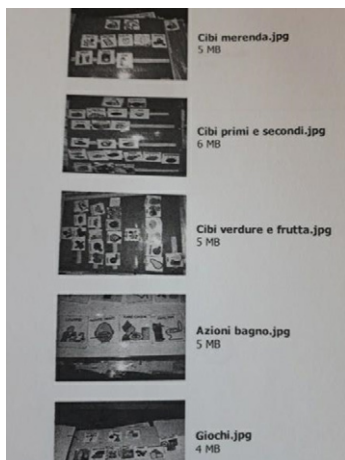 Cibi merenda.jpg
5 MB
Cibi primi e secondi.jpg
6 MB
Cibi verdure e frutta.jpg
5 MB
Azioni bagno.jpg
5 MB
Giochi.jpg
4 MB